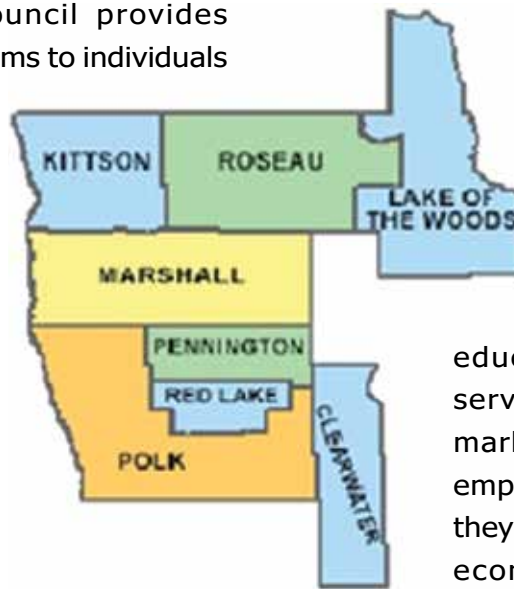 ouncil provides
ms to individuals
KITTSON
ROSEAU
LAKE OF
THE WOODS
MARSHALL
PENNINGTON
RED LAKE
POLK
CLEARWATER
educ
serv
mark
emp
they
econ